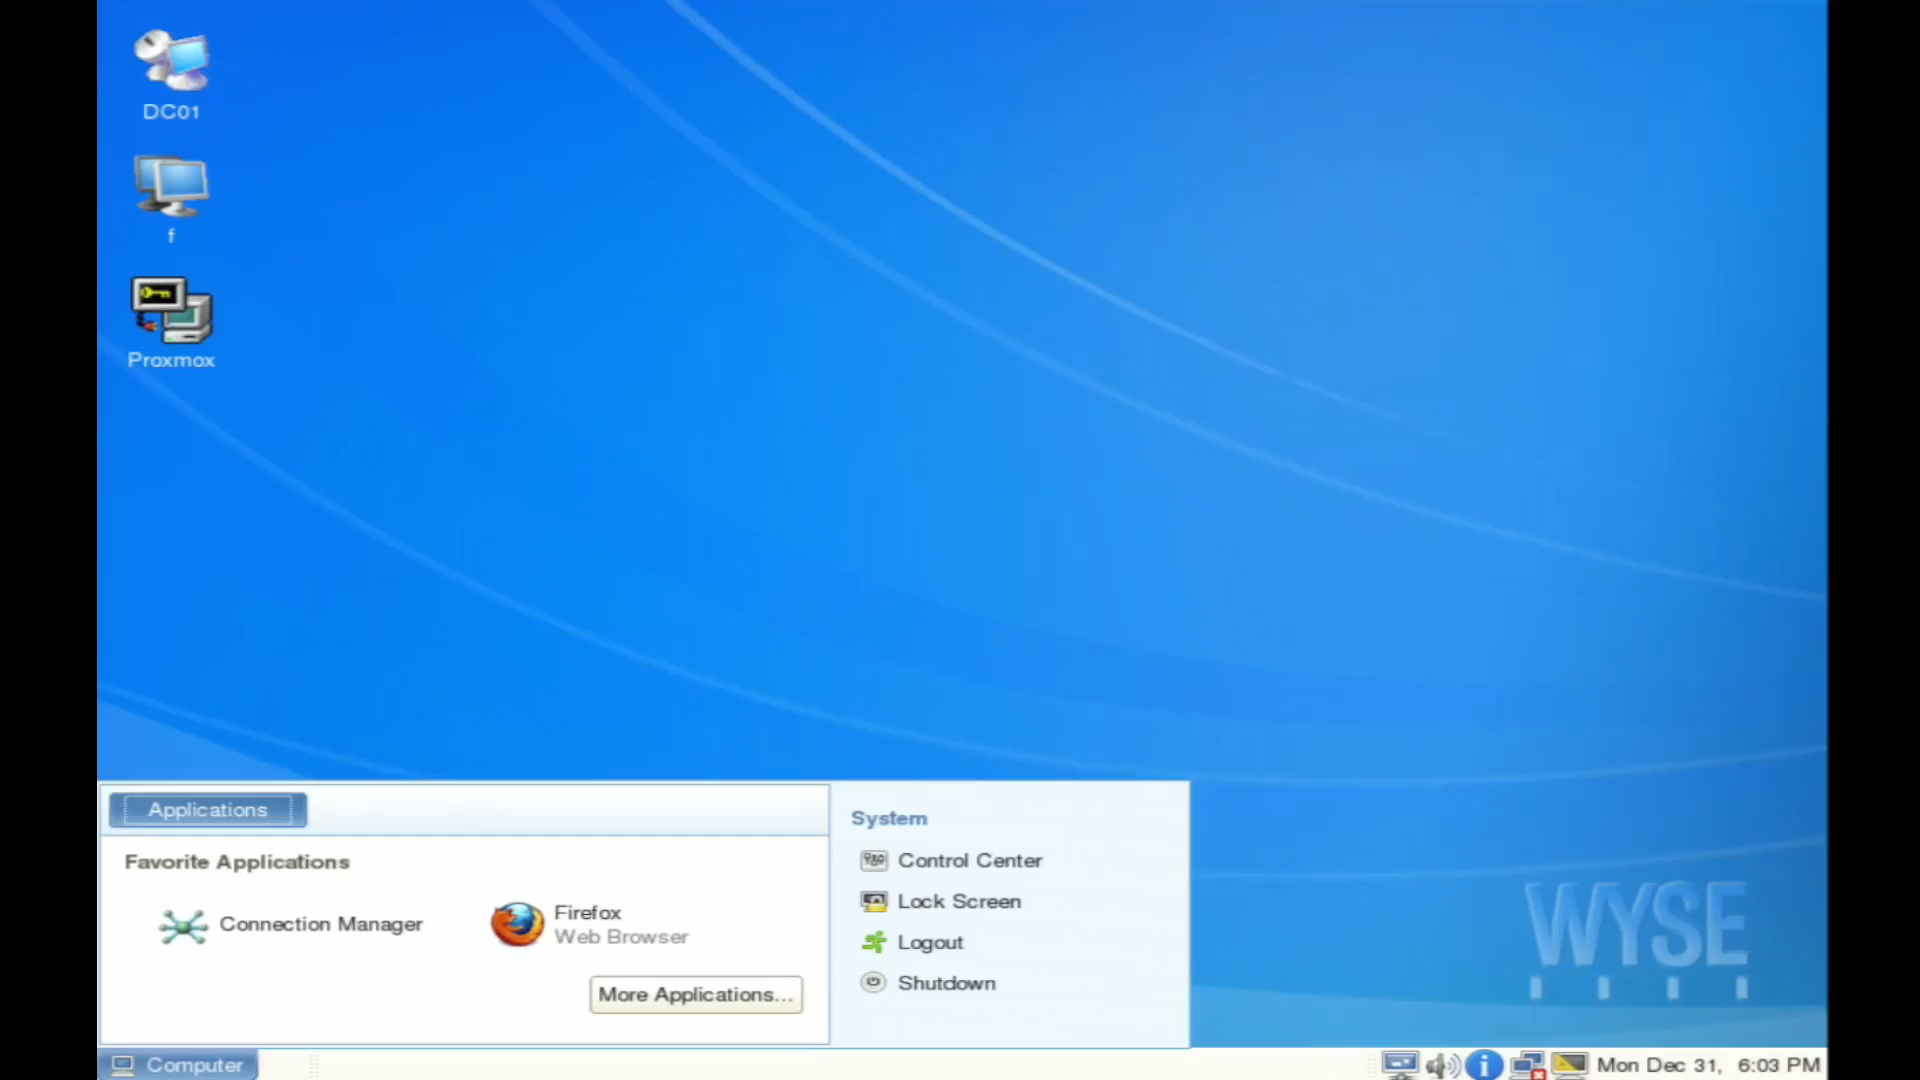 DC01
f
Proxmox
Applications
Favorite Applications
Connection Manager
Firefox
Web Browser
More Applications...
System
Control Center
Lock Screen
Logout
Shutdown
WYSE
Computer
Mon Dec 31, 6:03 PM